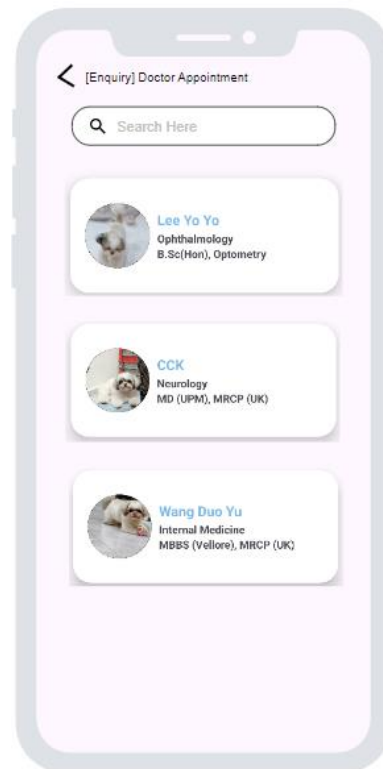 [Enquiry] Doctor Appointment
Search Here
Lee Yo Yo
Ophthalmology
B.Sc(Hon), Optometry
CCK
Neurology
MD (UPM), MRCP (UK)
Wang Duo Yu
Internal Medicine
MBBS (Vellore), MRCP (UK)